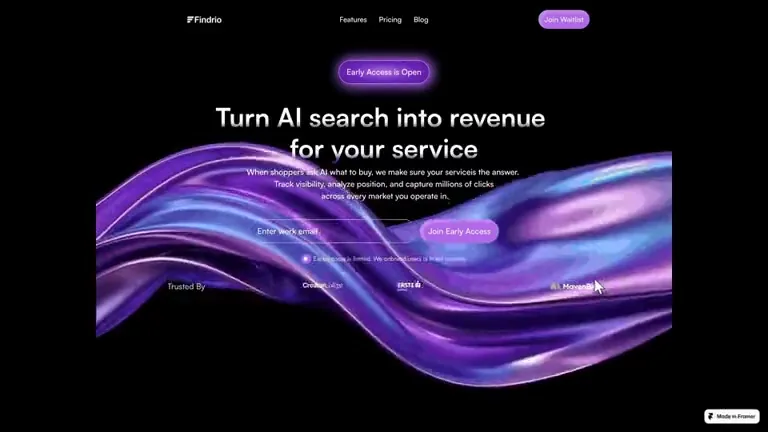 Findrio
Features Pricing Blog
Join Waitlist
Early Access is Open
Turn AI search into revenue
for your service
When shoppers ask AI what to buy, we make sure your serviceis the answer.
Track visibility, analyze position, and capture millions of clicks
across every market you operate in.
Enter work email
Join Early Access
Trusted By
Made in Framer